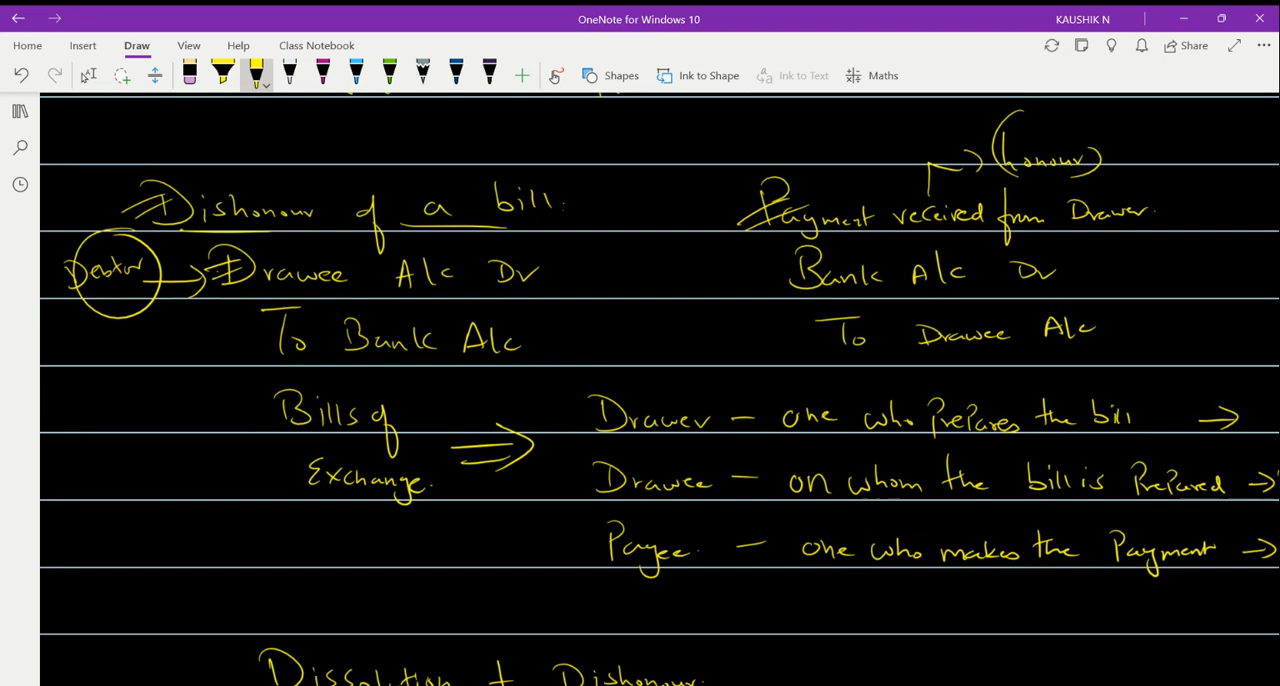 OneNote for Windows 10
KAUSHIK N
Home Insert Draw View Help Class Notebook
Share
Shapes Ink to Shape Ink to Text Maths
(honour)
Dishonour of a bill:
Payment received from Drawer.
Debtor → Drawee A/c Dr
Bank A/c Dr
To Bank A/c
To Drawee A/c
Bills of Exchange. ⇒
Drawer – one who Prepares the bill →
Drawee – on whom the bill is Prepared →
Payee. – one who makes the Payment →
Dissolution + Dishonour.